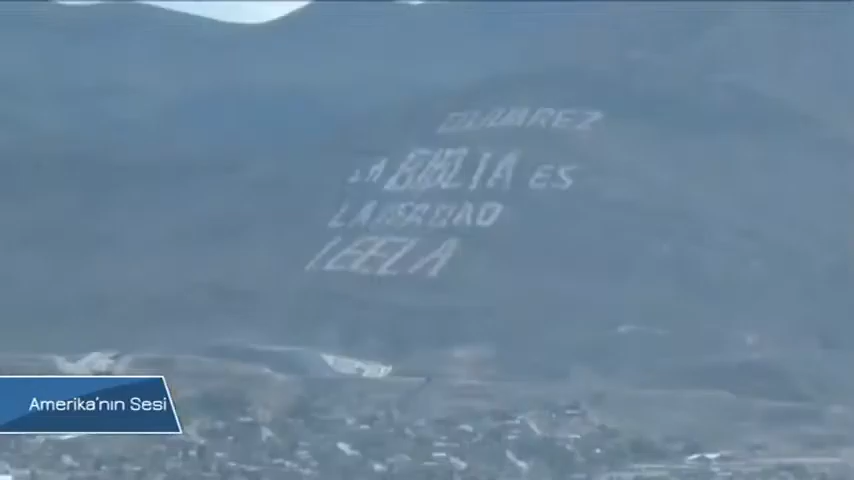 JUAREZ
LA BIBLIA ES
LA VERDAD
LEELA
Amerika'nın Sesi